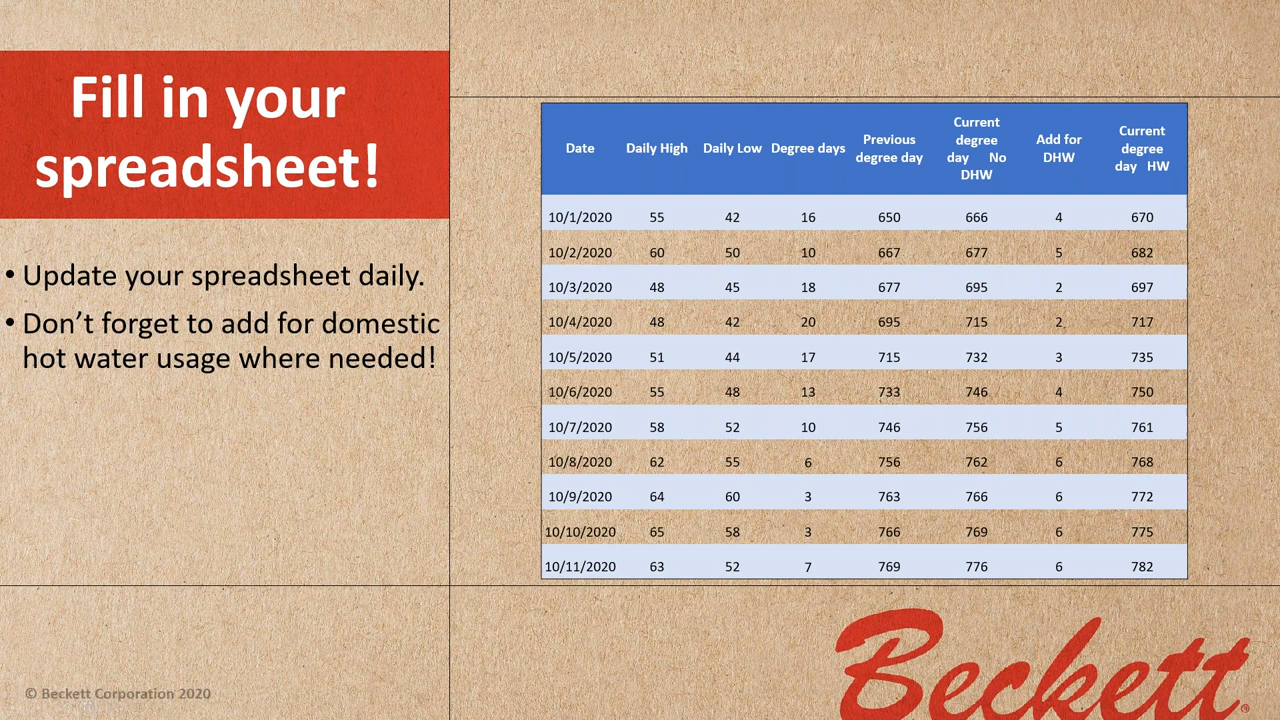 Fill in your
spreadsheet!
• Update your spreadsheet daily.
• Don’t forget to add for domestic
hot water usage where needed!
Date Daily High Daily Low Degree days Previous degree day Current degree day No DHW Add for DHW Current degree day HW
10/1/2020 55 42 16 650 666 4 670
10/2/2020 60 50 10 667 677 5 682
10/3/2020 48 45 18 677 695 2 697
10/4/2020 48 42 20 695 715 2 717
10/5/2020 51 44 17 715 732 3 735
10/6/2020 55 48 13 733 746 4 750
10/7/2020 58 52 10 746 756 5 761
10/8/2020 62 55 6 756 762 6 768
10/9/2020 64 60 3 763 766 6 772
10/10/2020 65 58 3 766 769 6 775
10/11/2020 63 52 7 769 776 6 782
© Beckett Corporation 2020
Beckett®